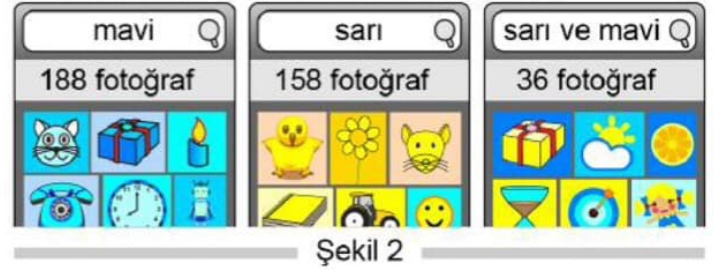 mavi
sarı
sarı ve mavi
188 fotoğraf
158 fotoğraf
36 fotoğraf
Şekil 2